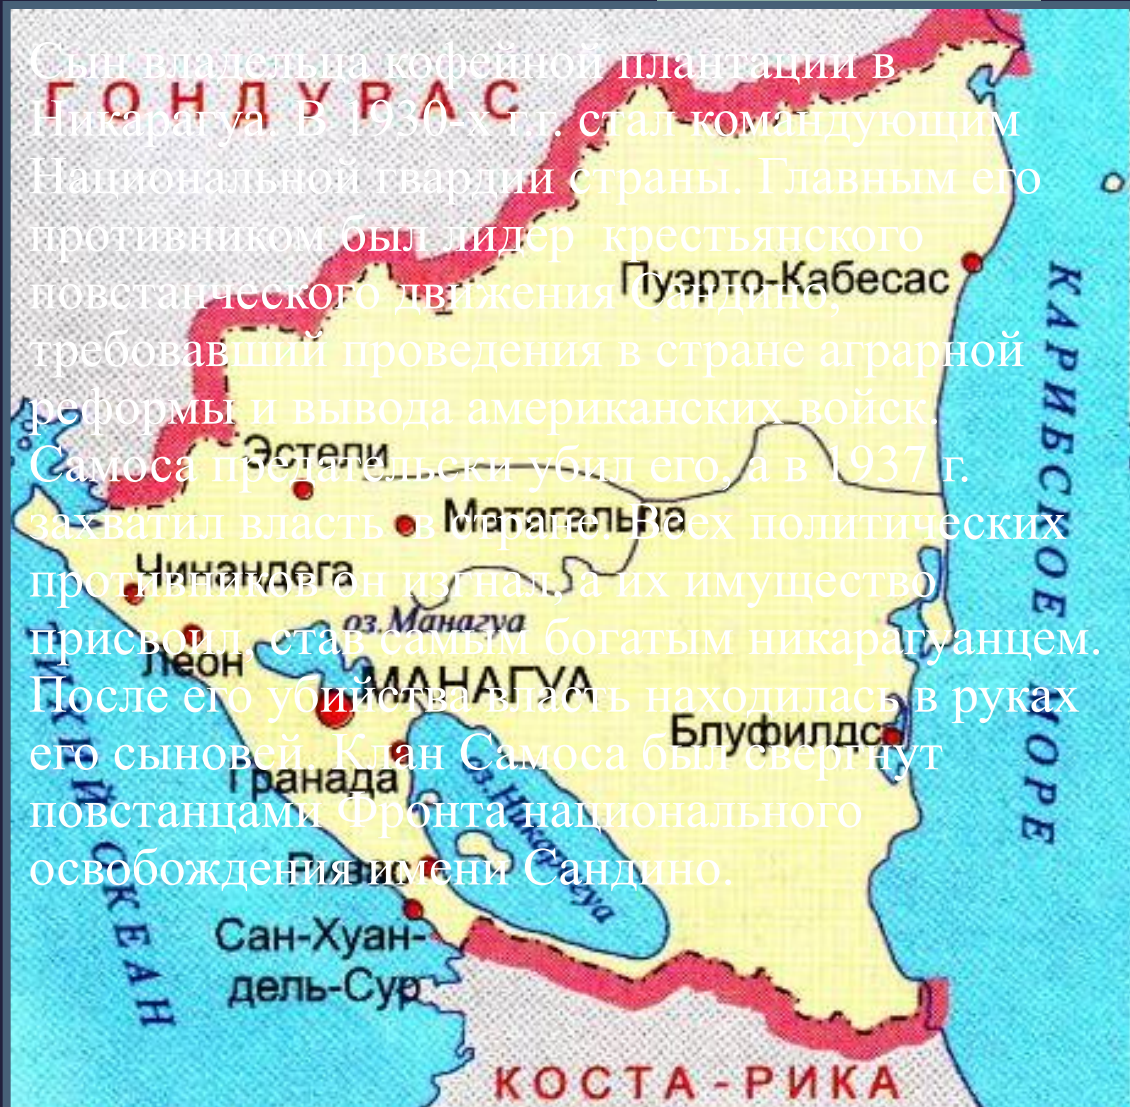 Сын владельца кофейной плантации в
Никарагуа. В 1930-х г.г. стал командующим
Национальной гвардии страны. Главным его
противником был лидер крестьянского
повстанческого движения Сандино,
требовавший проведения в стране аграрной
реформы и вывода американских войск.
Самоса предательски убил его, а в 1937 г.
захватил власть в стране. Всех политических
противников он изгнал, а их имущество
присвоил, став самым богатым никарагуанцем.
После его убийства власть находилась в руках
его сыновей. Клан Самоса был свергнут
повстанцами Фронта национального
освобождения имени Сандино.
ГОНДУРАС
Пуэрто-Кабесас
КАРИБСКОЕ МОРЕ
Эстели
Матагальпа
Чинандега
оз.Манагуа
Леон
МАНАГУА
Блуфилдс
Гранада
оз.Никарагуа
ТИХИЙ ОКЕАН
Сан-Хуан-
дель-Сур
КОСТА-РИКА